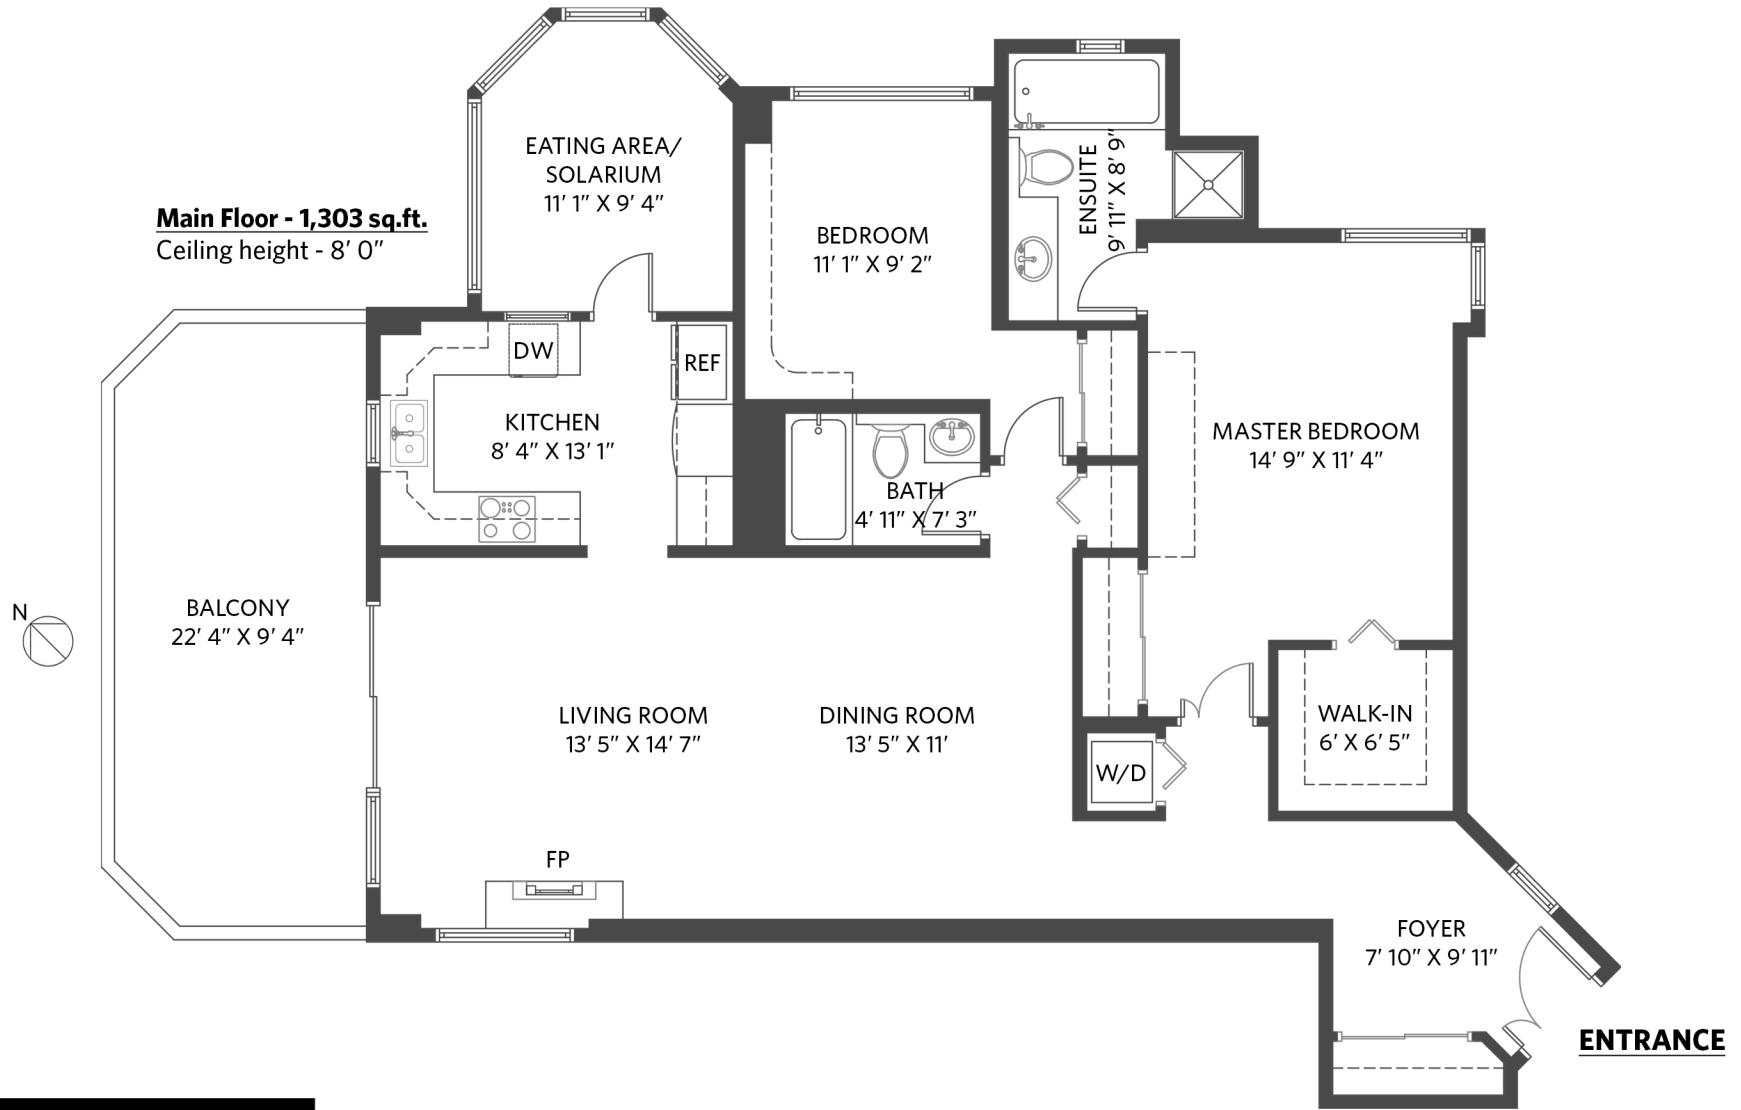 EATING AREA/
SOLARIUM
11’ 1” X 9’ 4”
ENSUITE
9’ 11” X 8’ 9”
Main Floor - 1,303 sq.ft.
Ceiling height - 8’ 0”
BEDROOM
11’ 1” X 9’ 2”
DW
REF
KITCHEN
8’ 4” X 13’ 1”
MASTER BEDROOM
14’ 9” X 11’ 4”
BATH
4’ 11” X 7’ 3”
N
BALCONY
22’ 4” X 9’ 4”
LIVING ROOM
13’ 5” X 14’ 7”
DINING ROOM
13’ 5” X 11’
WALK-IN
6’ X 6’ 5”
W/D
FP
FOYER
7’ 10” X 9’ 11”
ENTRANCE